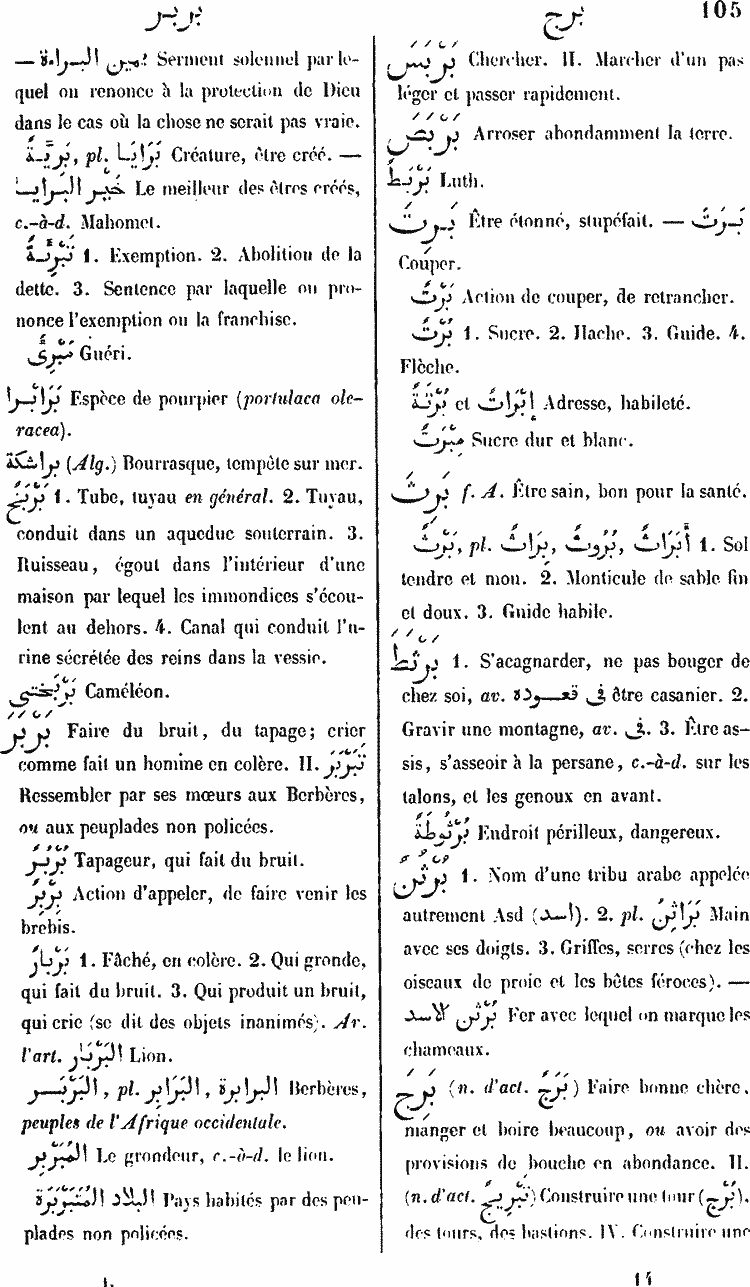 بربر
برج
105
— يمين البراءة Serment solennel par le-
quel on renonce à la protection de Dieu
dans le cas où la chose ne serait pas vraie.
بَرِيَّةٌ, pl. بَرَايَا Créature, être créé. —
خَيْر البَرايا Le meilleur des êtres créés,
c.-à-d. Mahomet.
تَبْرِئَةٌ 1. Exemption. 2. Abolition de la
dette. 3. Sentence par laquelle on pro-
nonce l'exemption ou la franchise.
مُبْرِىٌ Guéri.
Espèce de pourpier (portulaca ole-
racea).
براشكة (Alg.) Bourrasque, tempête sur mer.
بَرْبَخٌ 1. Tube, tuyau en général. 2. Tuyau,
conduit dans un aqueduc souterrain. 3.
Ruisseau, égout dans l'intérieur d'une
maison par lequel les immondices s'écou-
lent au dehors. 4. Canal qui conduit l'u-
rine sécrétée des reins dans la vessie.
بَرْبَختي Caméléon.
بَرْبَرَ Faire du bruit, du tapage; crier
comme fait un homme en colère. II. تَبَرْبَرَ
Ressembler par ses mœurs aux Berbères,
ou aux peuplades non policées.
بَرْبَرٌ Tapageur, qui fait du bruit.
بِرْبِرٌ Action d'appeler, de faire venir les
brebis.
بَرْبَارٌ 1. Fâché, en colère. 2. Qui gronde,
qui fait du bruit. 3. Qui produit un bruit,
qui crie (se dit des objets inanimés). Ar.
l'art. البَرْبَار Lion.
البَرْبَر, pl. البَرَابِر, البرابرة Berbères,
peuples de l'Afrique occidentale.
المُبَرْبِر Le grondeur, c.-à-d. le lion.
البلاد المُتَبَرْبِرَة Pays habités par des peu-
plades non policées.
1.
بَرْبَسَ Chercher. II. Marcher d'un pas
léger et passer rapidement.
بَرْبَصَ Arroser abondamment la terre.
بَرْبَطٌ Luth.
بَرِتَ Être étonné, stupéfait. — بَرَتَ
Couper.
بَرْتٌ Action de couper, de retrancher.
بُرْتٌ 1. Sucre. 2. Hache. 3. Guide. 4.
Flèche.
بُرْتَةٌ et إِبْرَاتٌ Adresse, habileté.
مِبْرَتٌ Sucre dur et blanc.
بَرِثَ f. A. Être sain, bon pour la santé.
بَرْثٌ, pl. بِرَاثٌ, بُرُوثٌ, أَبْرَاثٌ 1. Sol
tendre et mou. 2. Monticule de sable fin
et doux. 3. Guide habile.
بَرْثَطَ 1. S'acagnarder, ne pas bouger de
chez soi, av. فى قعوده être casanier. 2.
Gravir une montagne, av. فى. 3. Être as-
sis, s'asseoir à la persane, c.-à-d. sur les
talons, et les genoux en avant.
بُرْثُوطَةٌ Endroit périlleux, dangereux.
بُرْثُنٌ 1. Nom d'une tribu arabe appelée
autrement Asd (اسد). 2. pl. بَرَاثِنُ Main
avec ses doigts. 3. Griffes, serres (chez les
oiseaux de proie et les bêtes féroces). —
بُرْثن الاسد Fer avec lequel on marque les
chameaux.
بَرِجَ (n. d'act. بَرَجٌ) Faire bonne chère,
manger et boire beaucoup, ou avoir des
provisions de bouche en abondance. II.
(n. d'act. تَبْرِيجٌ) Construire une tour (بُرْج),
des tours, des bastions. IV. Construire une
14